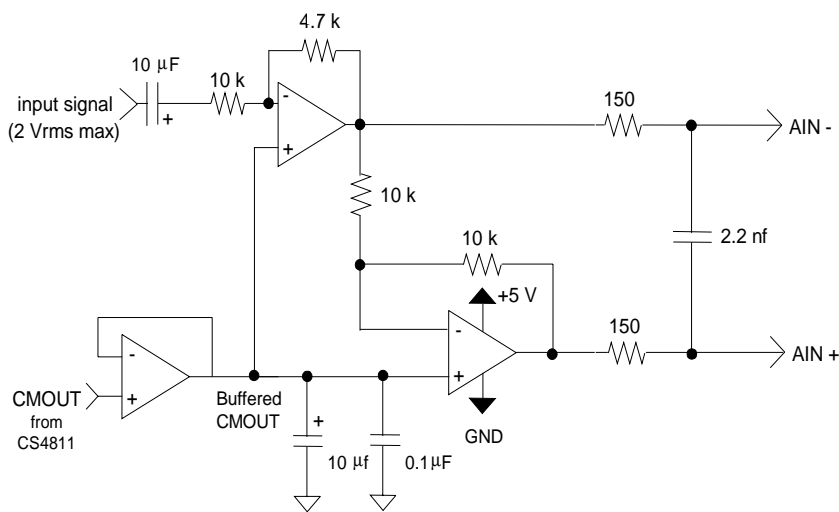 4.7 k
10 µF
10 k
input signal
(2 Vrms max)
-
+
+
150
AIN -
10 k
10 k
2.2 nf
+5 V
-
+
150
AIN +
-
+
CMOUT
from
CS4811
Buffered
CMOUT
GND
+
10 µf
0.1µF